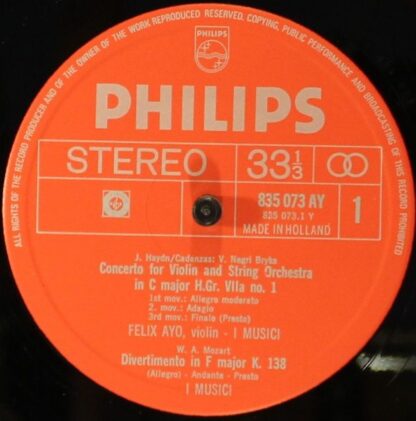 ALL RIGHTS OF THE RECORD PRODUCER AND OF THE OWNER OF THE WORK REPRODUCED RESERVED. COPYING, PUBLIC PERFORMANCE AND BROADCASTING OF THIS RECORD PROHIBITED
PHILIPS
PHILIPS
STEREO 33 1/3
835 073 AY
835 073.1 Y
MADE IN HOLLAND
1
J. Haydn/Cadenzas: V. Negri Bryks
Concerto for Violin and String Orchestra
in C major H.Gr. VIIa no. 1
1st mov.: Allegro moderato
2. mov.: Adagio
3rd mov.: Finale (Presto)
FELIX AYO, violin - I MUSICI
W. A. Mozart
Divertimento in F major K. 138
(Allegro) - Andante - Presto
I MUSICI